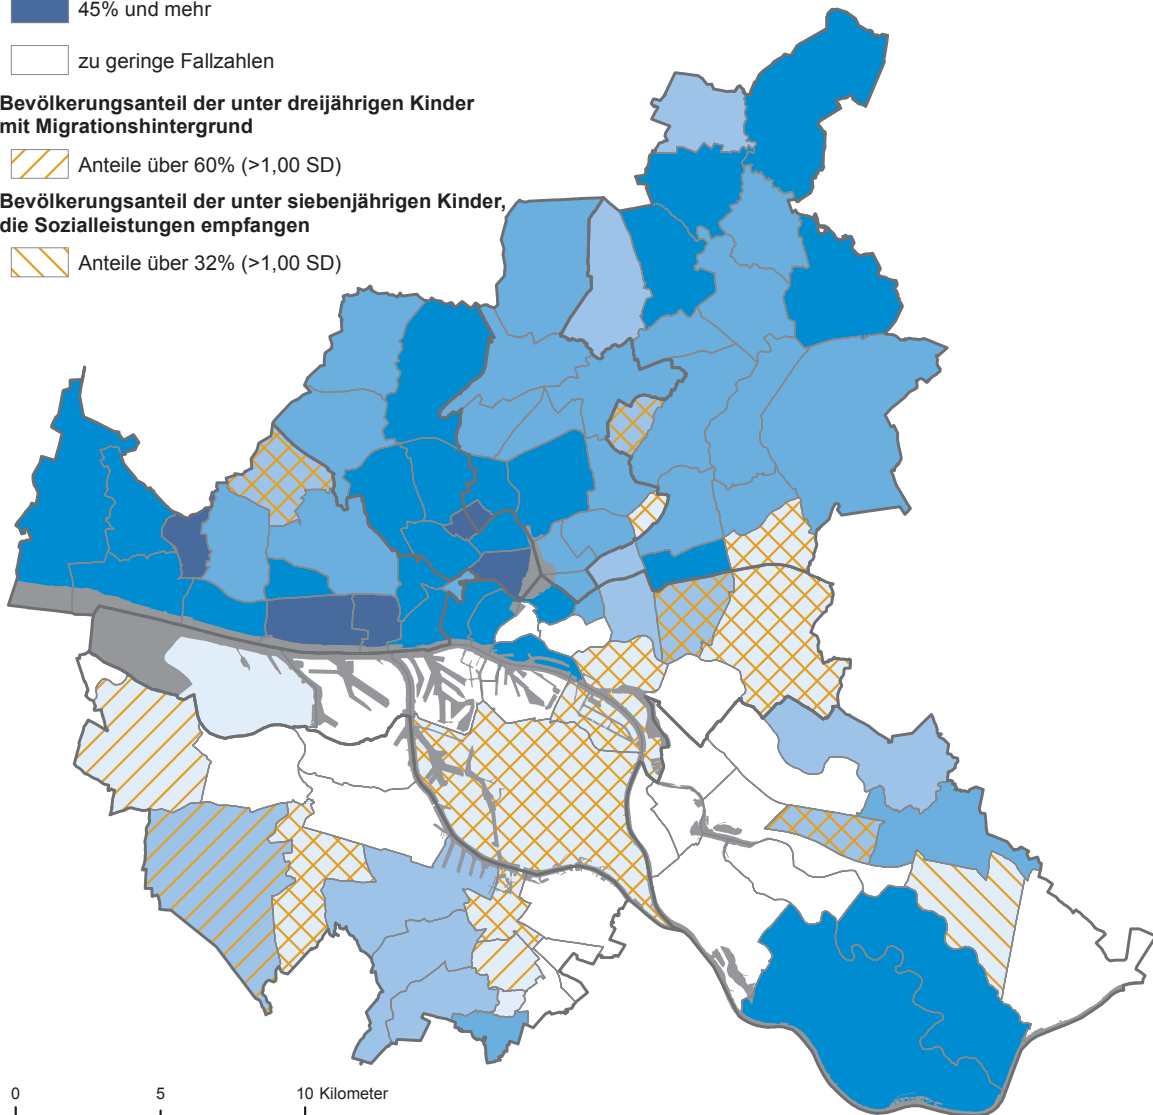 45% und mehr
zu geringe Fallzahlen
Bevölkerungsanteil der unter dreijährigen Kinder
mit Migrationshintergrund
Anteile über 60% (>1,00 SD)
Bevölkerungsanteil der unter siebenjährigen Kinder,
die Sozialleistungen empfangen
Anteile über 32% (>1,00 SD)
0 5 10 Kilometer